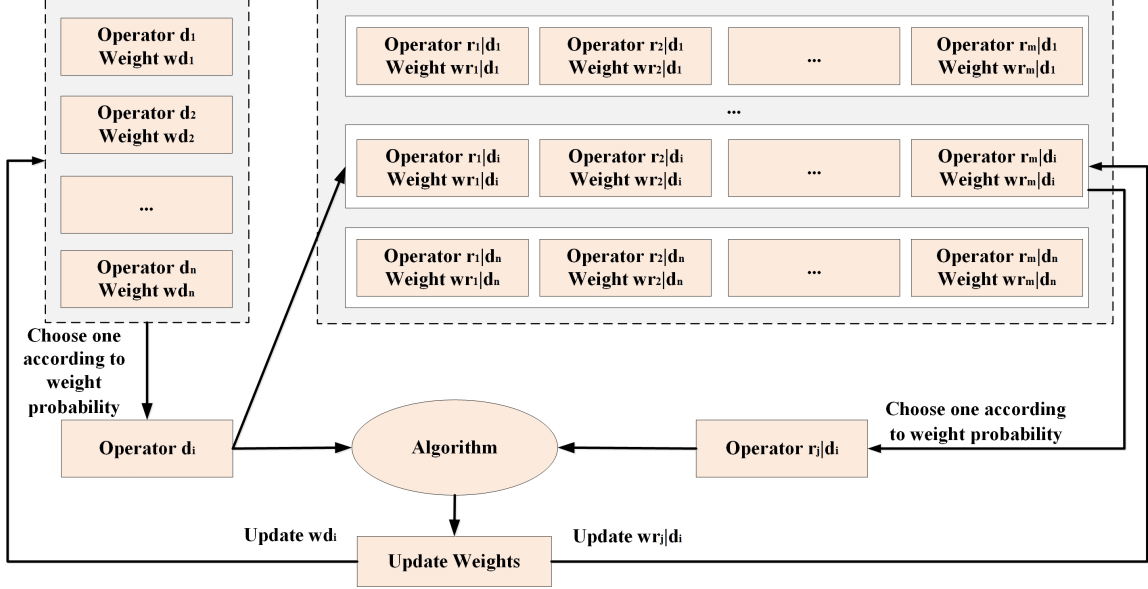 Operator d₁
Weight wd₁
Operator d₂
Weight wd₂
...
Operator dₙ
Weight wdₙ
Operator r₁|d₁
Weight wr₁|d₁
Operator r₂|d₁
Weight wr₂|d₁
...
Operator rₘ|d₁
Weight wrₘ|d₁
...
Operator r₁|dᵢ
Weight wr₁|dᵢ
Operator r₂|dᵢ
Weight wr₂|dᵢ
...
Operator rₘ|dᵢ
Weight wrₘ|dᵢ
Operator r₁|dₙ
Weight wr₁|dₙ
Operator r₂|dₙ
Weight wr₂|dₙ
...
Operator rₘ|dₙ
Weight wrₘ|dₙ
Choose one
according to
weight
probability
Operator dᵢ
Algorithm
Operator rⱼ|dᵢ
Choose one according
to weight probability
Update wdᵢ
Update Weights
Update wrⱼ|dᵢ